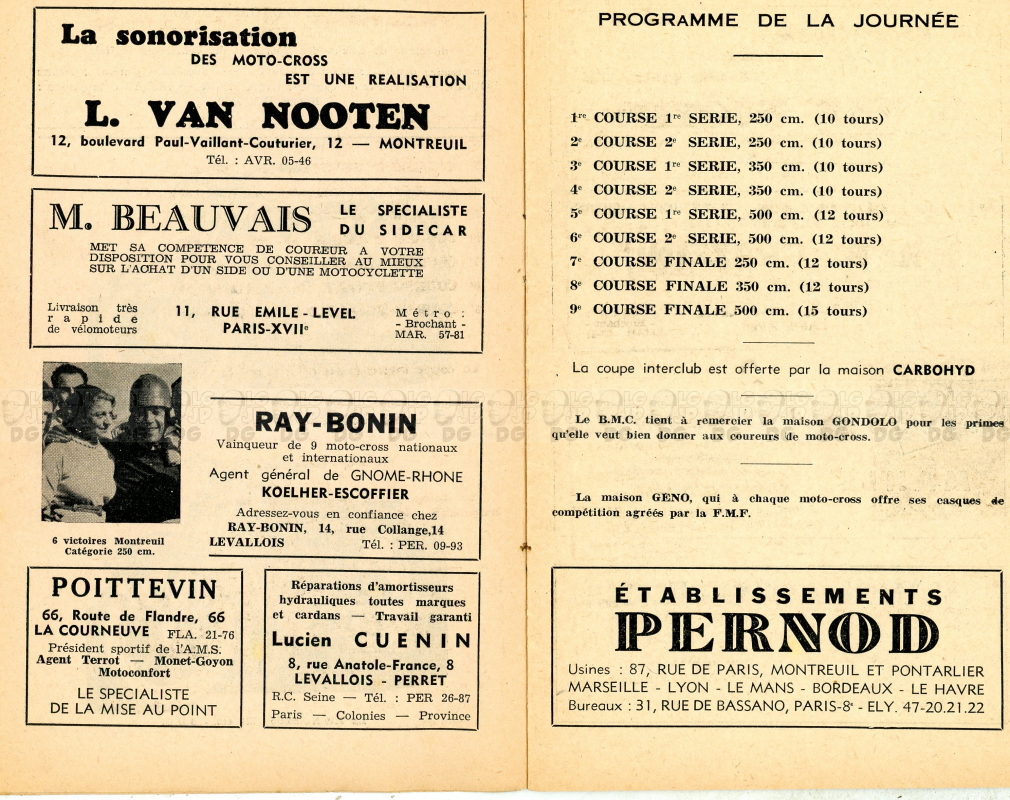 La sonorisation
DES MOTO-CROSS
EST UNE REALISATION
L. VAN NOOTEN
12, boulevard Paul-Vaillant-Couturier, 12 — MONTREUIL
Tél. : AVR. 05-46
M. BEAUVAIS
LE SPECIALISTE
DU SIDECAR
MET SA COMPETENCE DE COUREUR A VOTRE
DISPOSITION POUR VOUS CONSEILLER AU MIEUX
SUR L'ACHAT D'UN SIDE OU D'UNE MOTOCYCLETTE
Livraison très
rapide
de vélomoteurs
11, RUE EMILE-LEVEL
PARIS-XVIIe
Métro :
- Brochant -
MAR. 57-81
6 victoires Montreuil
Catégorie 250 cm.
RAY-BONIN
Vainqueur de 9 moto-cross nationaux
et internationaux
Agent général de GNOME-RHONE
KOELHER-ESCOFFIER
Adressez-vous en confiance chez
RAY-BONIN, 14, rue Collange,14
LEVALLOIS Tél. : PER. 09-93
POITTEVIN
66, Route de Flandre, 66
LA COURNEUVE FLA. 21-76
Président sportif de l'A.M.S.
Agent Terrot — Monet-Goyon
Motoconfort
LE SPECIALISTE
DE LA MISE AU POINT
Réparations d'amortisseurs
hydrauliques toutes marques
et cardans — Travail garanti
Lucien CUENIN
8, rue Anatole-France, 8
LEVALLOIS - PERRET
R.C. Seine — Tél. : PER 26-87
Paris — Colonies — Province
PROGRAMME DE LA JOURNÉE
1re COURSE 1re SERIE, 250 cm. (10 tours)
2e COURSE 2e SERIE, 250 cm. (10 tours)
3e COURSE 1re SERIE, 350 cm. (10 tours)
4e COURSE 2e SERIE, 350 cm. (10 tours)
5e COURSE 1re SERIE, 500 cm. (12 tours)
6e COURSE 2e SERIE, 500 cm. (12 tours)
7e COURSE FINALE 250 cm. (12 tours)
8e COURSE FINALE 350 cm. (12 tours)
9e COURSE FINALE 500 cm. (15 tours)
La coupe interclub est offerte par la maison CARBOHYD
Le B.M.C. tient à remercier la maison GONDOLO pour les primes
qu'elle veut bien donner aux coureurs de moto-cross.
La maison GENO, qui à chaque moto-cross offre ses casques de
compétition agréés par la F.M.F.
ÉTABLISSEMENTS
PERNOD
Usines : 87, RUE DE PARIS, MONTREUIL ET PONTARLIER
MARSEILLE - LYON - LE MANS - BORDEAUX - LE HAVRE
Bureaux : 31, RUE DE BASSANO, PARIS-8e - ELY. 47-20.21.22